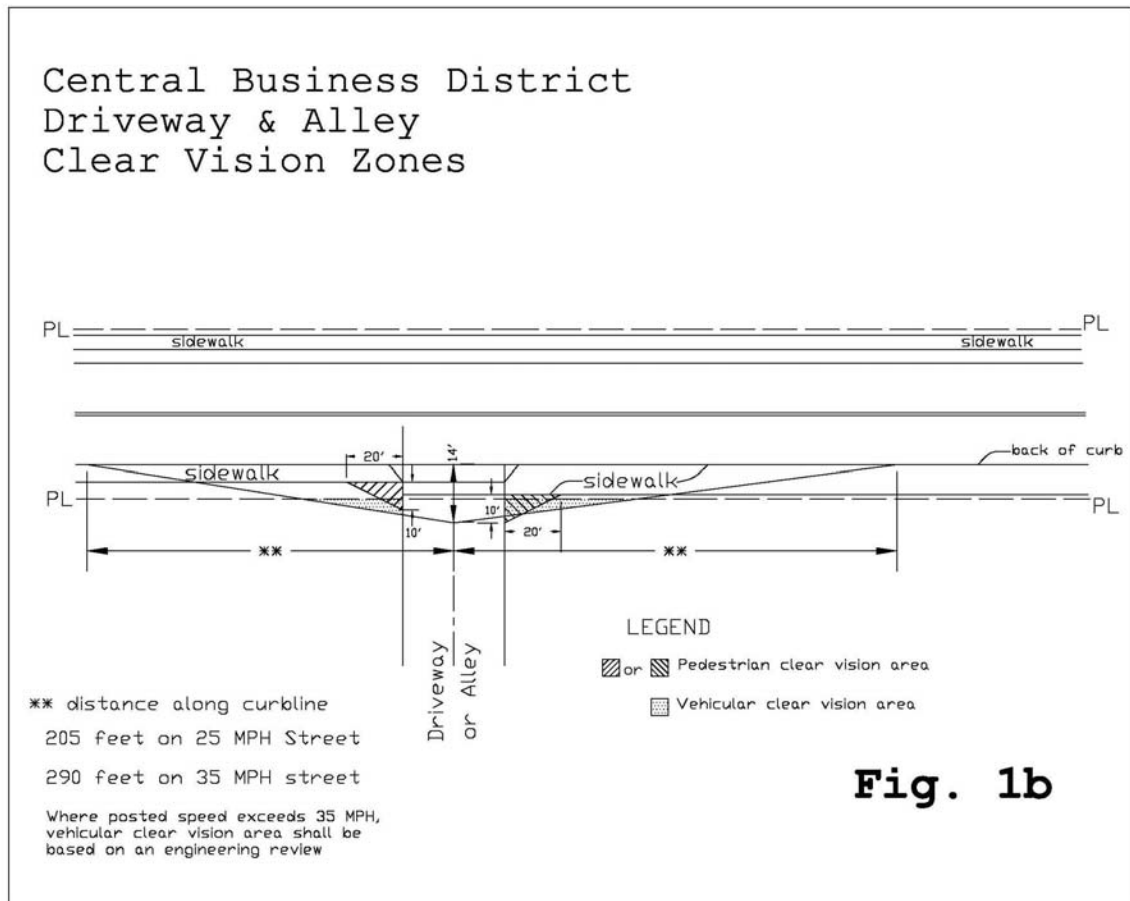 Central Business District
Driveway & Alley
Clear Vision Zones
PL
PL
sidewalk
sidewalk
back of curb
20'
14'
sidewalk
sidewalk
PL
PL
10'
10'
20'
**
**
Driveway
or Alley
LEGEND
or
Pedestrian clear vision area
Vehicular clear vision area
** distance along curbline
205 feet on 25 MPH Street
290 feet on 35 MPH street
Where posted speed exceeds 35 MPH,
vehicular clear vision area shall be
based on an engineering review
Fig. 1b